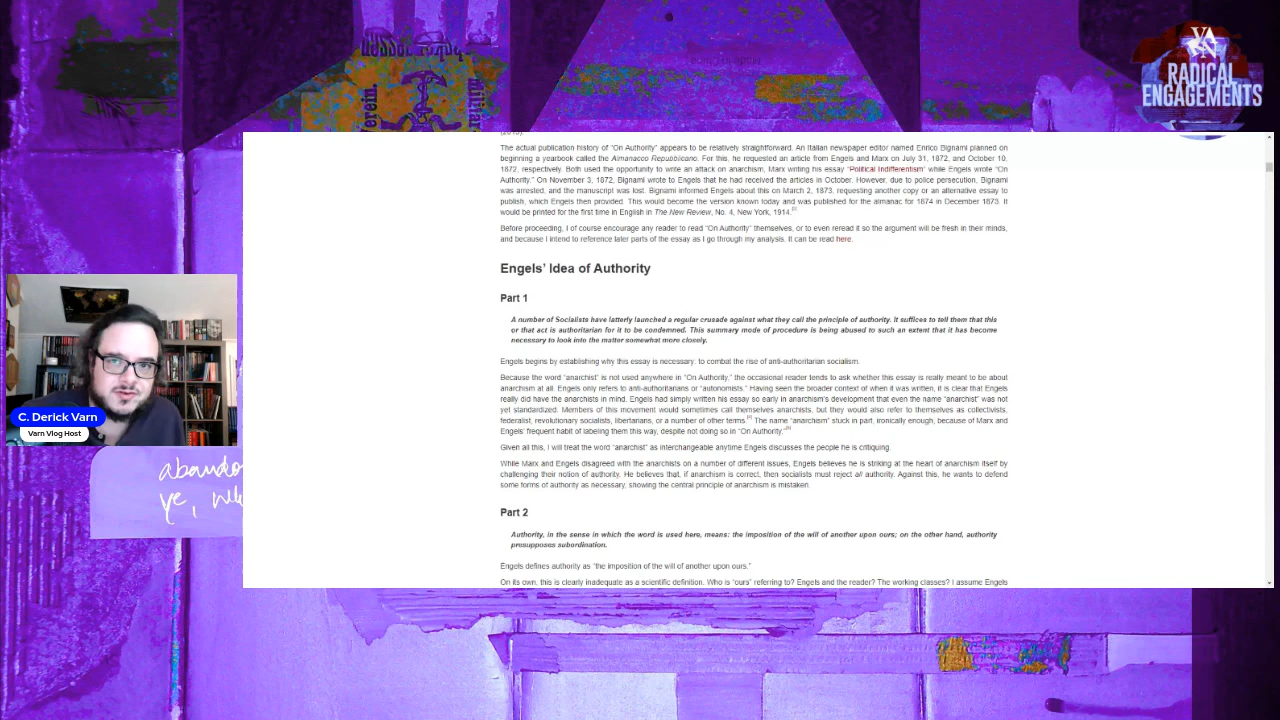 VARN
RADICAL
ENGAGEMENTS
The actual publication history of “On Authority” appears to be relatively straightforward. An Italian newspaper editor named Enrico Bignami planned on
beginning a yearbook called the Almanacco Repubblicano. For this, he requested an article from Engels and Marx on July 31, 1872, and October 10,
1872, respectively. Both used the opportunity to write an attack on anarchism, Marx writing his essay “Political Indifferentism” while Engels wrote “On
Authority.” On November 3, 1872, Bignami wrote to Engels that he had received the articles in October. However, due to police persecution, Bignami
was arrested, and the manuscript was lost. Bignami informed Engels about this on March 2, 1873, requesting another copy or an alternative essay to
publish, which Engels then provided. This would become the version known today and was published for the almanac for 1874 in December 1873. It
would be printed for the first time in English in The New Review, No. 4, New York, 1914.
Before proceeding, I of course encourage any reader to read “On Authority” themselves, or to even reread it so the argument will be fresh in their minds,
and because I intend to reference later parts of the essay as I go through my analysis. It can be read here.
Engels’ Idea of Authority
Part 1
A number of Socialists have latterly launched a regular crusade against what they call the principle of authority. It suffices to tell them that this
or that act is authoritarian for it to be condemned. This summary mode of procedure is being abused to such an extent that it has become
necessary to look into the matter somewhat more closely.
Engels begins by establishing why this essay is necessary: to combat the rise of anti-authoritarian socialism.
Because the word “anarchist” is not used anywhere in “On Authority,” the occasional reader tends to ask whether this essay is really meant to be about
anarchism at all. Engels only refers to anti-authoritarians or “autonomists.” Having seen the broader context of when it was written, it is clear that Engels
really did have the anarchists in mind. Engels had simply written his essay so early in anarchism’s development that even the name “anarchist” was not
yet standardized. Members of this movement would sometimes call themselves anarchists, but they would also refer to themselves as collectivists,
federalist, revolutionary socialists, libertarians, or a number of other terms. The name “anarchism” stuck in part, ironically enough, because of Marx and
Engels’ frequent habit of labeling them this way, despite not doing so in “On Authority.”
Given all this, I will treat the word “anarchist” as interchangeable anytime Engels discusses the people he is critiquing.
While Marx and Engels disagreed with the anarchists on a number of different issues, Engels believes he is striking at the heart of anarchism itself by
challenging their notion of authority. He believes that, if anarchism is correct, then socialists must reject all authority. Against this, he wants to defend
some forms of authority as necessary, showing the central principle of anarchism is mistaken.
Part 2
Authority, in the sense in which the word is used here, means: the imposition of the will of another upon ours; on the other hand, authority
presupposes subordination.
Engels defines authority as “the imposition of the will of another upon ours.”
On its own, this is clearly inadequate as a scientific definition. Who is “ours” referring to? Engels and the reader? The working classes? I assume Engels
C. Derick Varn
Varn Vlog Host
abando
ye,